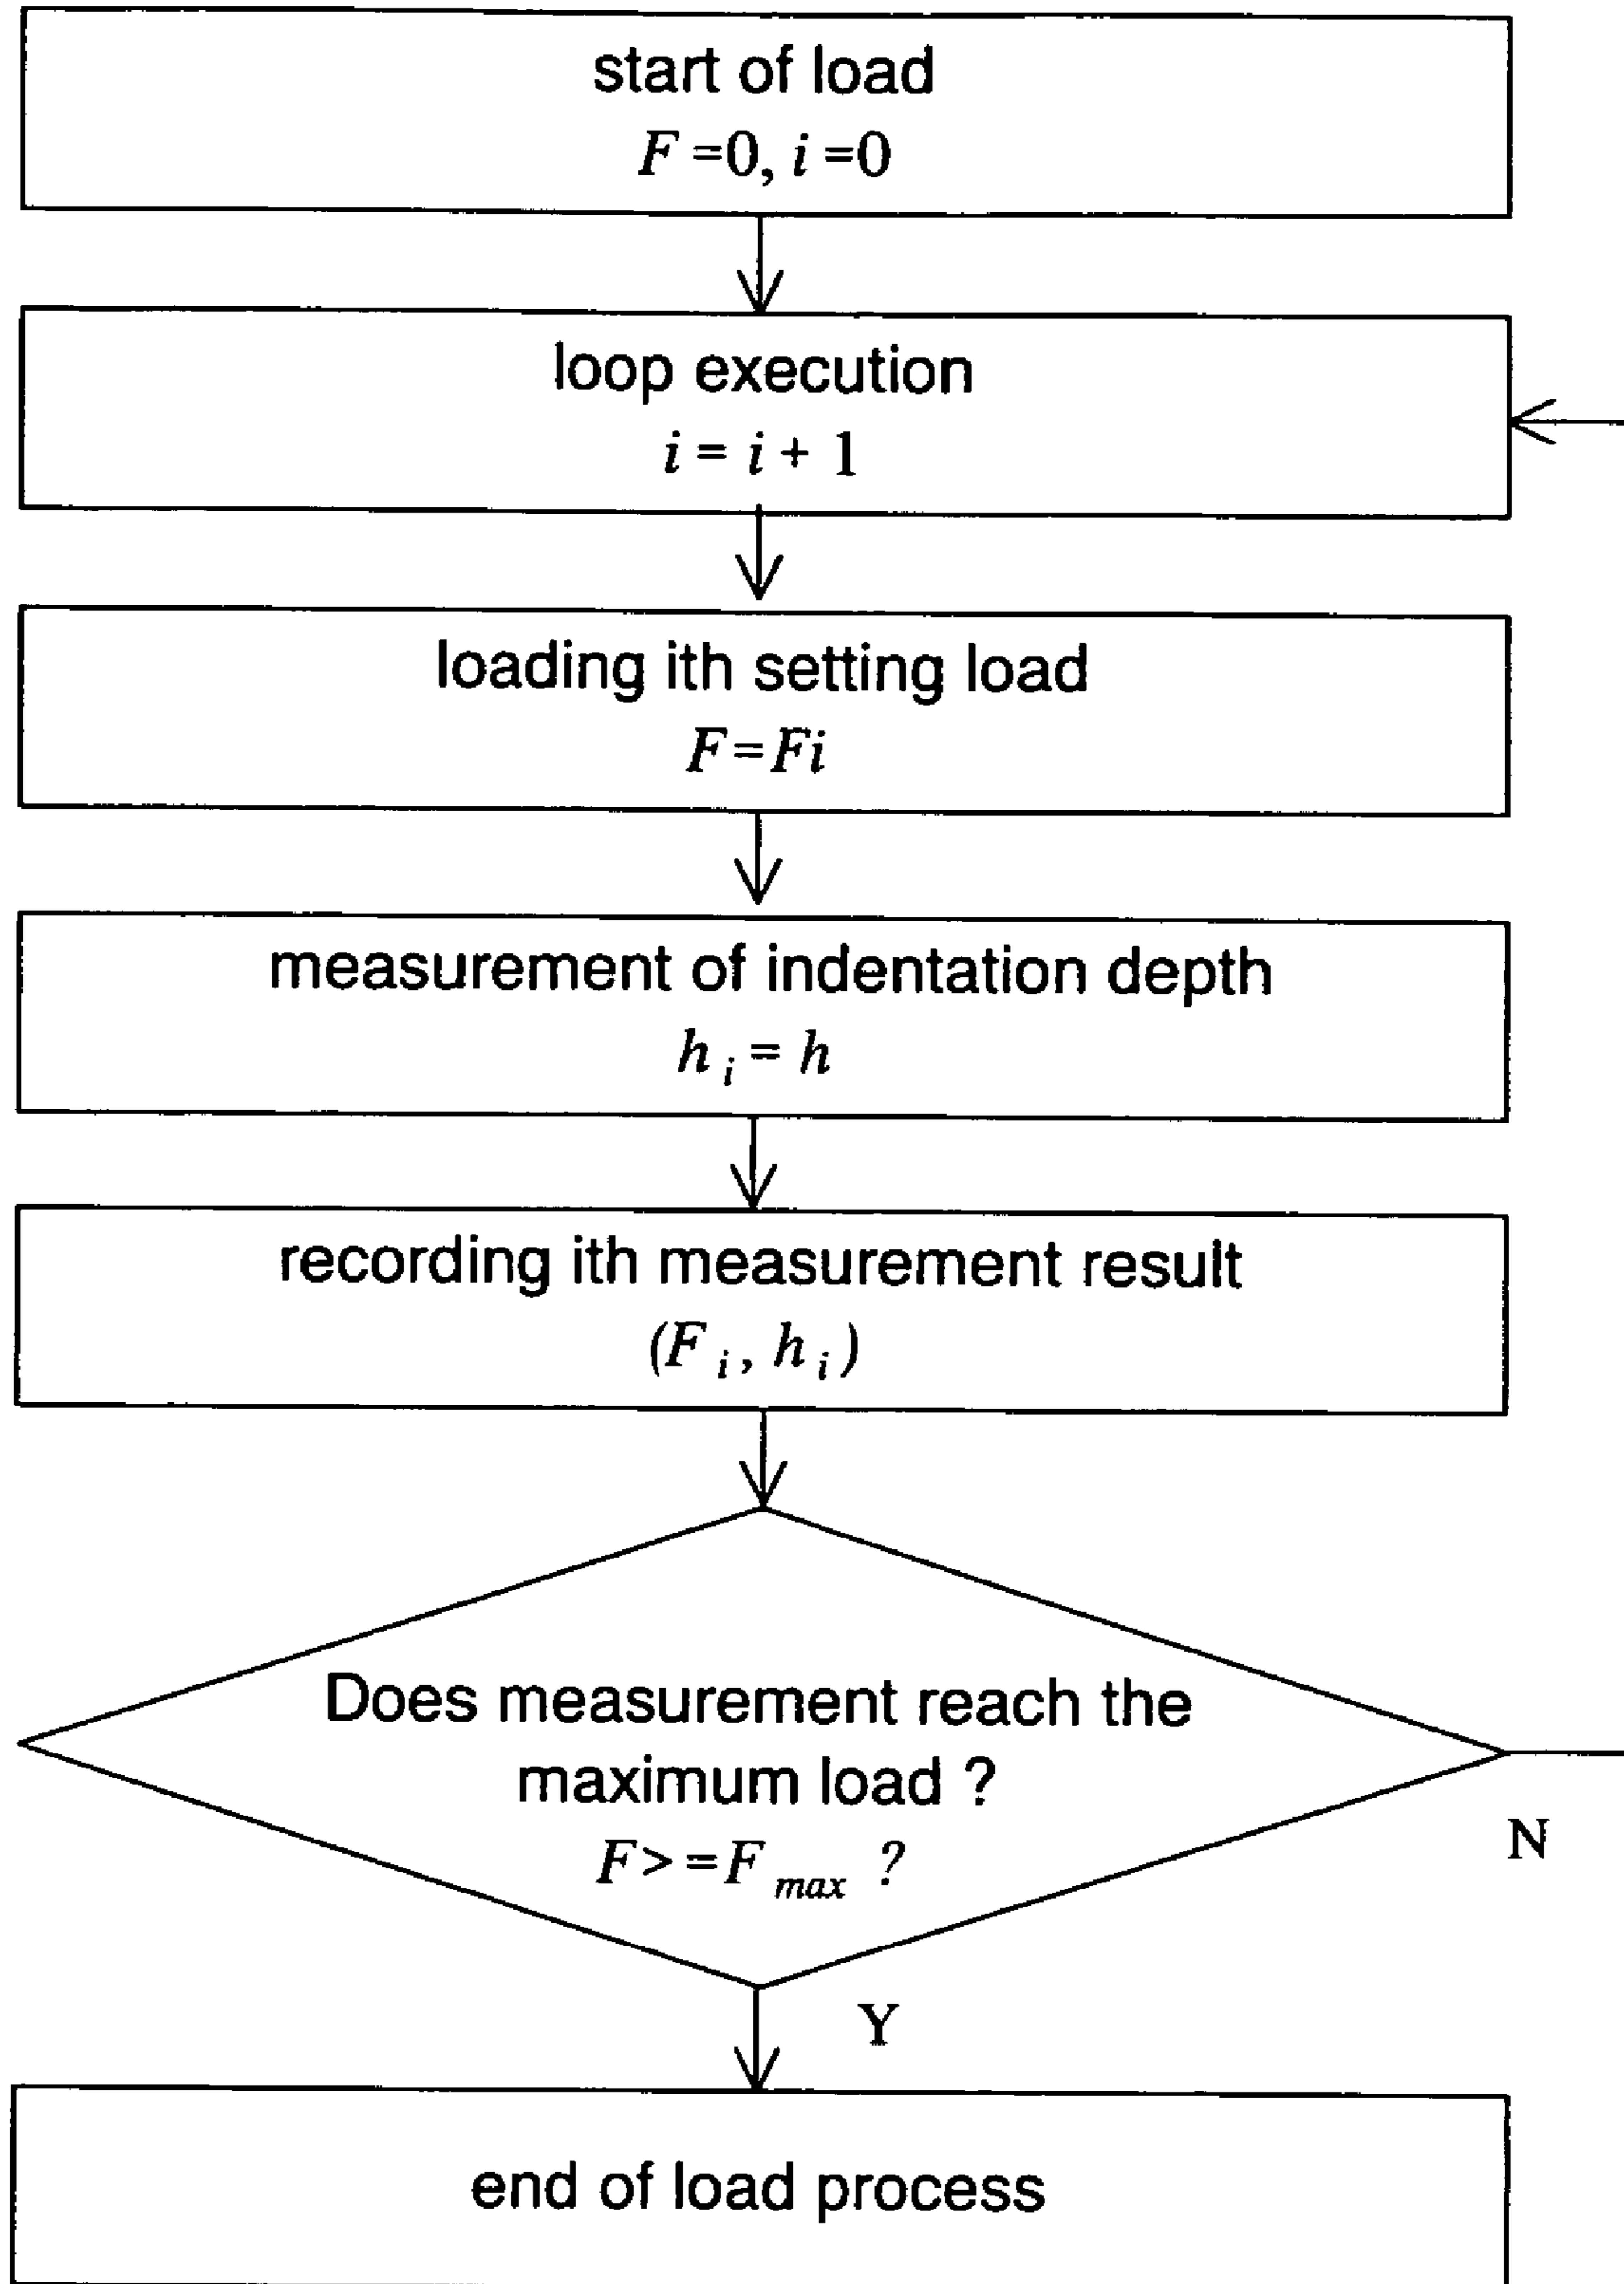 start of load
F =0, i =0
loop execution
i = i + 1
loading ith setting load
F=Fi
measurement of indentation depth
h i = h
recording ith measurement result
(F i, h i)
Does measurement reach the
maximum load ?
F>=F max ?
N
Y
end of load process